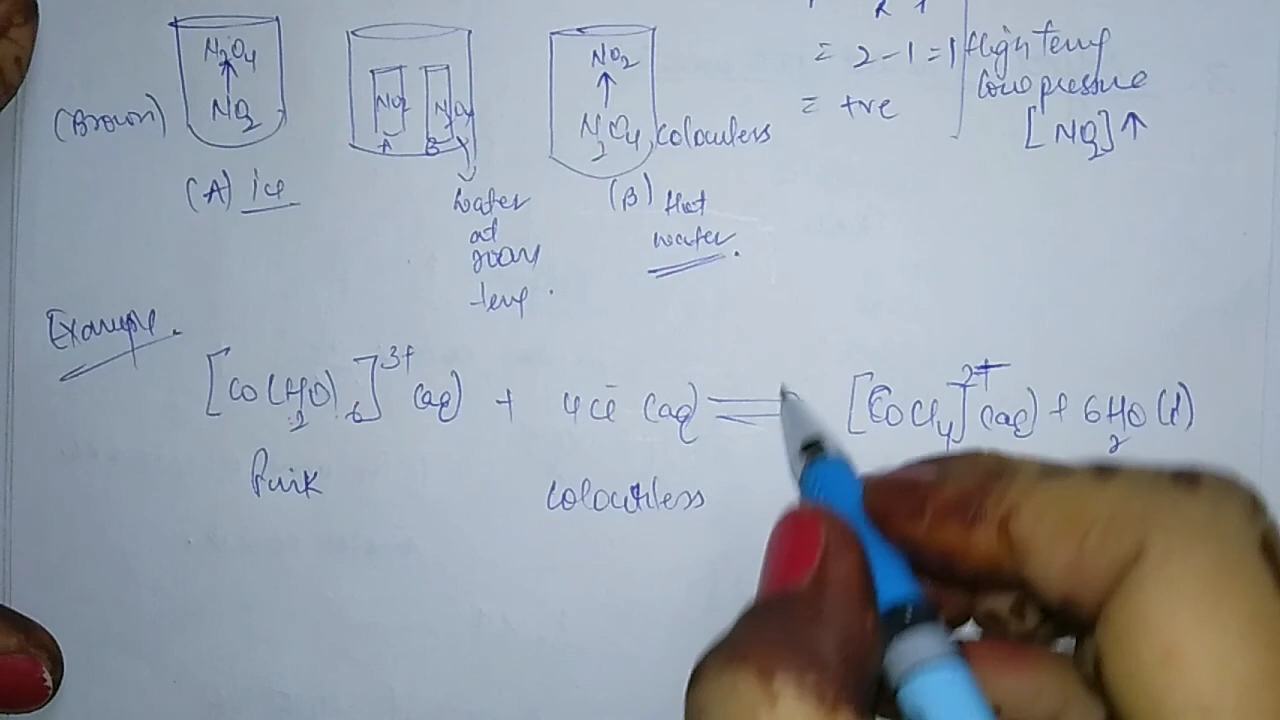 N2O4
NO2
(Brown)
(A) ice
NO2
A
B
water
at
room
temp.
NO2
N2O4, colourless
(B) Hot
water.
= 2-1=1
= +ve
High temp
low pressure
[NO2]↑
Example.
[Co(H2O)6]3+ (aq) + 4Cl- (aq) ⇌ [CoCl4]2- (aq) + 6H2O (l)
Pink colourless